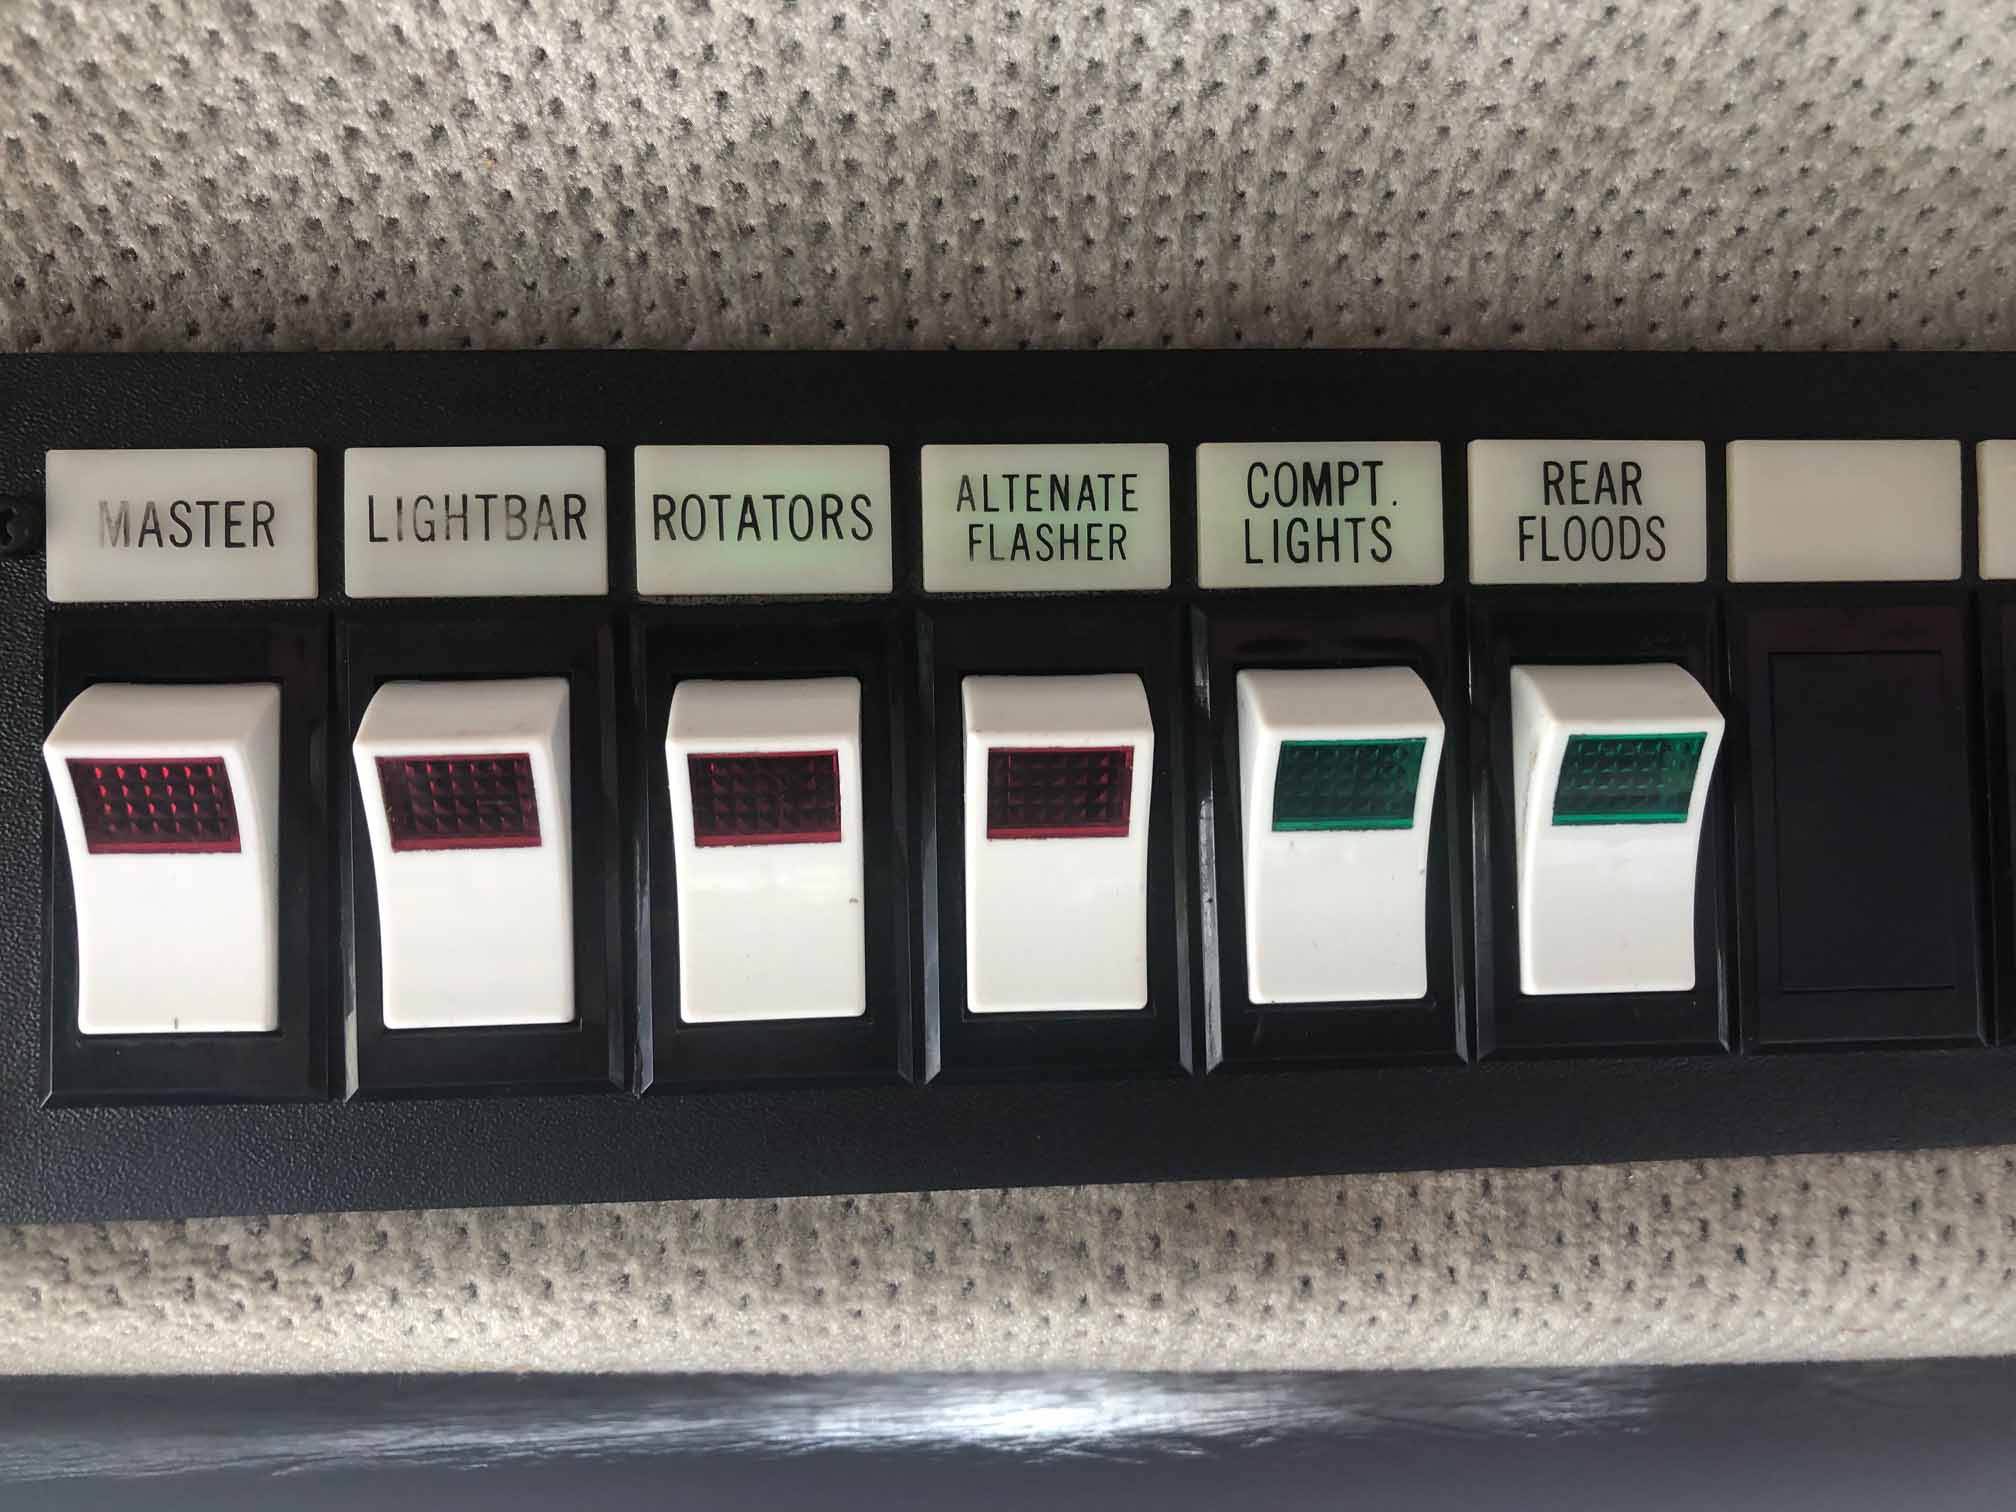 MASTER
LIGHTBAR
ROTATORS
ALTENATE
FLASHER
COMPT.
LIGHTS
REAR
FLOODS